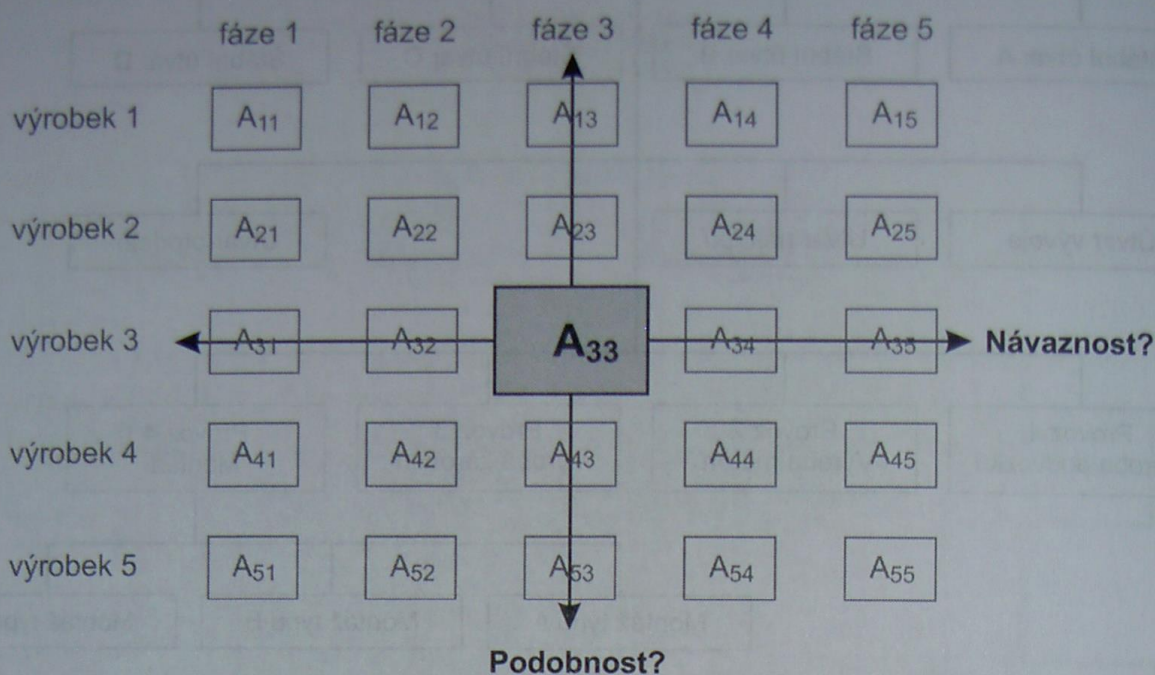 fáze 1 fáze 2 fáze 3 fáze 4 fáze 5
výrobek 1 A11 A12 A13 A14 A15
výrobek 2 A21 A22 A23 A24 A25
výrobek 3 A31 A32 A33 A34 A35 Návaznost?
výrobek 4 A41 A42 A43 A44 A45
výrobek 5 A51 A52 A53 A54 A55
Podobnost?